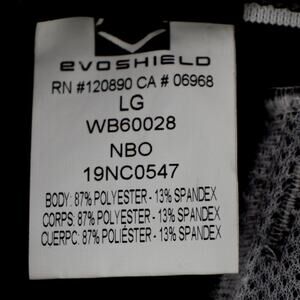 EVOSHIELD
RN #120890 CA # 06968
LG
WB60028
NBO
19NC0547
BODY: 87% POLYESTER - 13% SPANDEX
CORPS: 87% POLYESTER - 13% SPANDEX
CUERPC: 87% POLIÉSTER - 13% SPANDEX